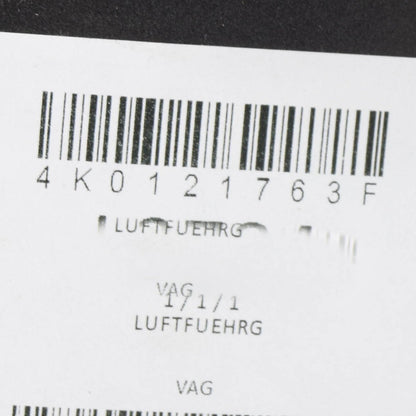 4K0121763F
LUFTFUEHRG
VAG
1/1/1
LUFTFUEHRG
VAG